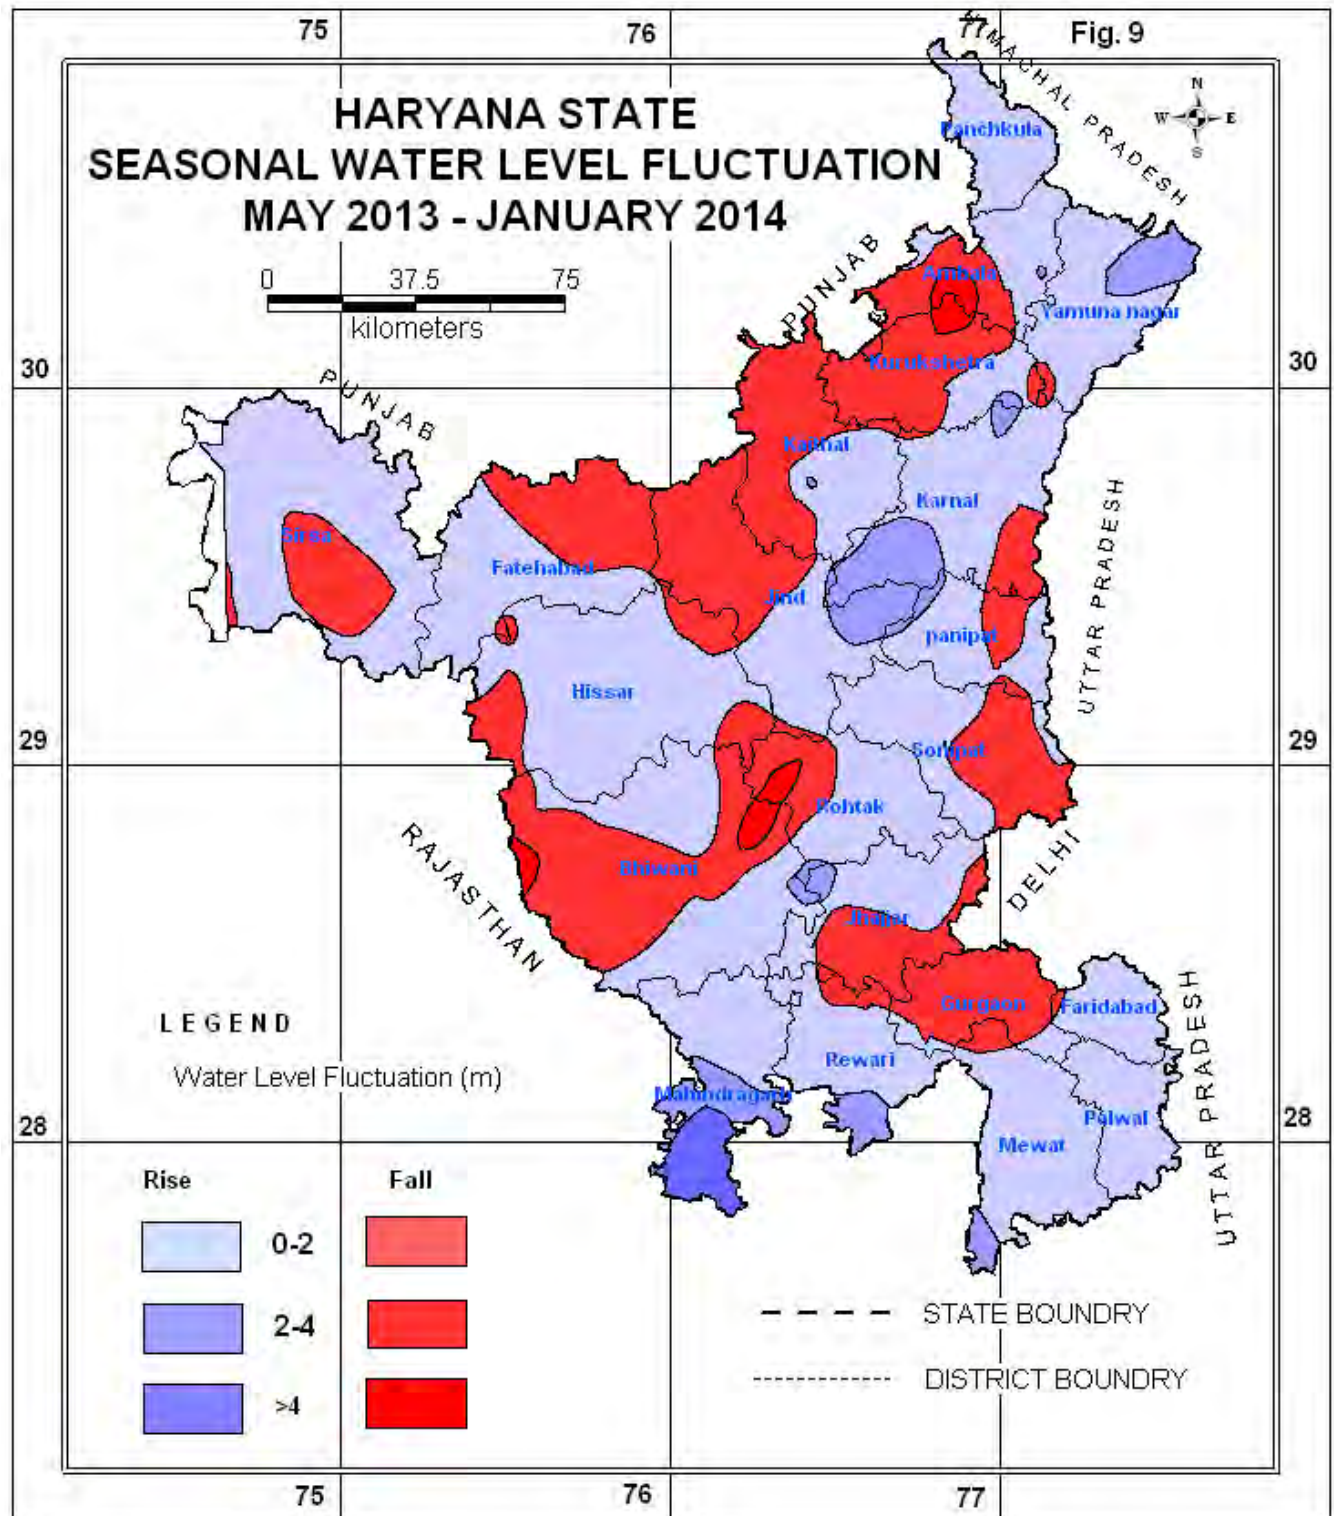 75
76
77
Fig. 9
HIMACHAL PRADESH
N
W E
S
HARYANA STATE
SEASONAL WATER LEVEL FLUCTUATION
MAY 2013 - JANUARY 2014
0 37.5 75
kilometers
Panchkula
PUNJAB
Ambala
Yamuna nagar
30
30
Kurukshetra
PUNJAB
Kaithal
Karnal
UTTAR PRADESH
Sirsa
Fatehabad
Jind
panipat
Hissar
29
29
Sonipat
Rohtak
RAJASTHAN
Bhiwani
DELHI
Jhajjar
Gurgaon
Faridabad
UTTAR PRADESH
LEGEND
Water Level Fluctuation (m)
Rewari
Mahindragarh
Palwal
28
28
Mewat
Rise Fall
0-2
2-4
>4
STATE BOUNDRY
DISTRICT BOUNDRY
75
76
77